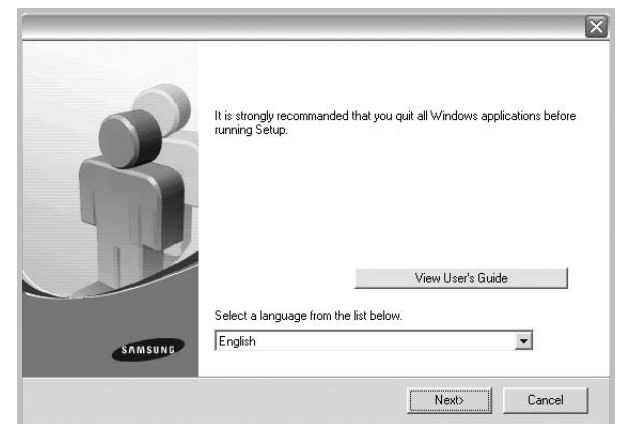 It is strongly recommanded that you quit all Windows applications before
running Setup.
View User's Guide
Select a language from the list below.
English
SAMSUNG
Next>
Cancel